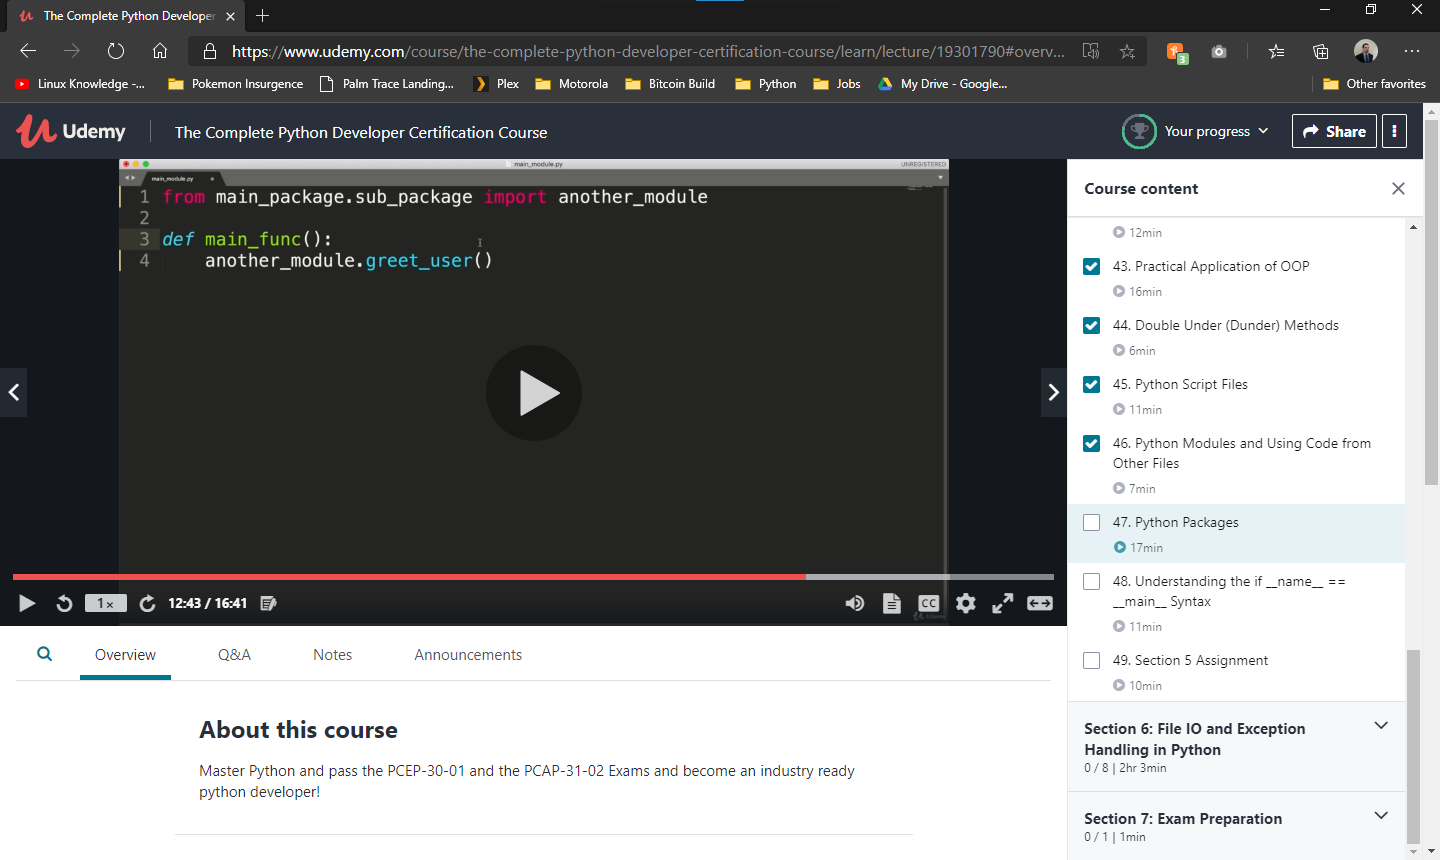 The Complete Python Developer
https://www.udemy.com/course/the-complete-python-developer-certification-course/learn/lecture/19301790#overv...
3
Linux Knowledge -...
Pokemon Insurgence
Palm Trace Landing...
Plex
Motorola
Bitcoin Build
Python
Jobs
My Drive - Google...
Other favorites
Udemy
The Complete Python Developer Certification Course
Your progress
Share
main_module.py
UNREGISTERED
main_module.py
1 from main_package.sub_package import another_module
2
3 def main_func():
4 another_module.greet_user()
1x
12:43 / 16:41
CC
Udemy
Overview
Q&A
Notes
Announcements
About this course
Master Python and pass the PCEP-30-01 and the PCAP-31-02 Exams and become an industry ready
python developer!
Course content
12min
43. Practical Application of OOP
16min
44. Double Under (Dunder) Methods
6min
45. Python Script Files
11min
46. Python Modules and Using Code from
Other Files
7min
47. Python Packages
17min
48. Understanding the if __name__ ==
__main__ Syntax
11min
49. Section 5 Assignment
10min
Section 6: File IO and Exception
Handling in Python
0 / 8 | 2hr 3min
Section 7: Exam Preparation
0 / 1 | 1min